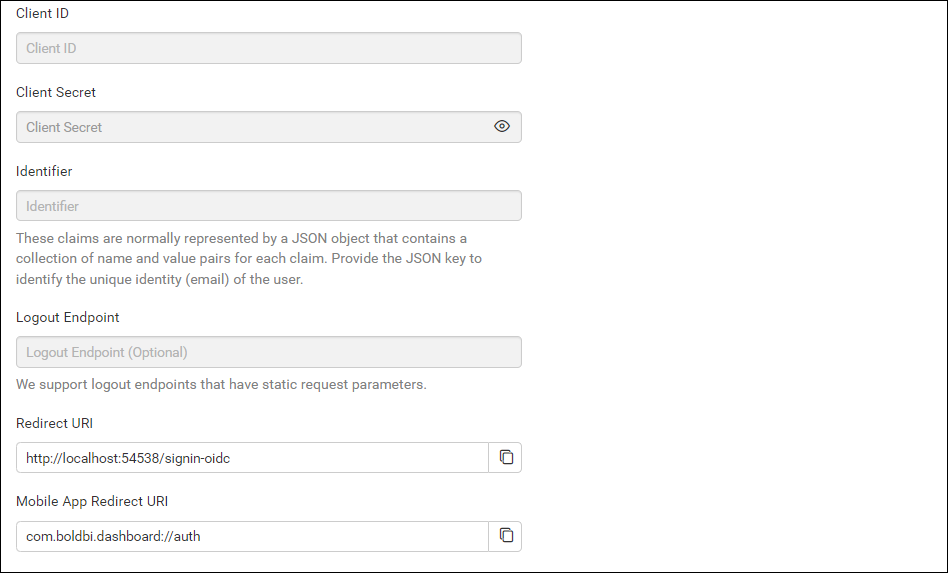 Client ID
Client ID
Client Secret
Client Secret
Identifier
Identifier
These claims are normally represented by a JSON object that contains a
collection of name and value pairs for each claim. Provide the JSON key to
identify the unique identity (email) of the user.
Logout Endpoint
Logout Endpoint (Optional)
We support logout endpoints that have static request parameters.
Redirect URI
http://localhost:54538/signin-oidc
Mobile App Redirect URI
com.boldbi.dashboard://auth